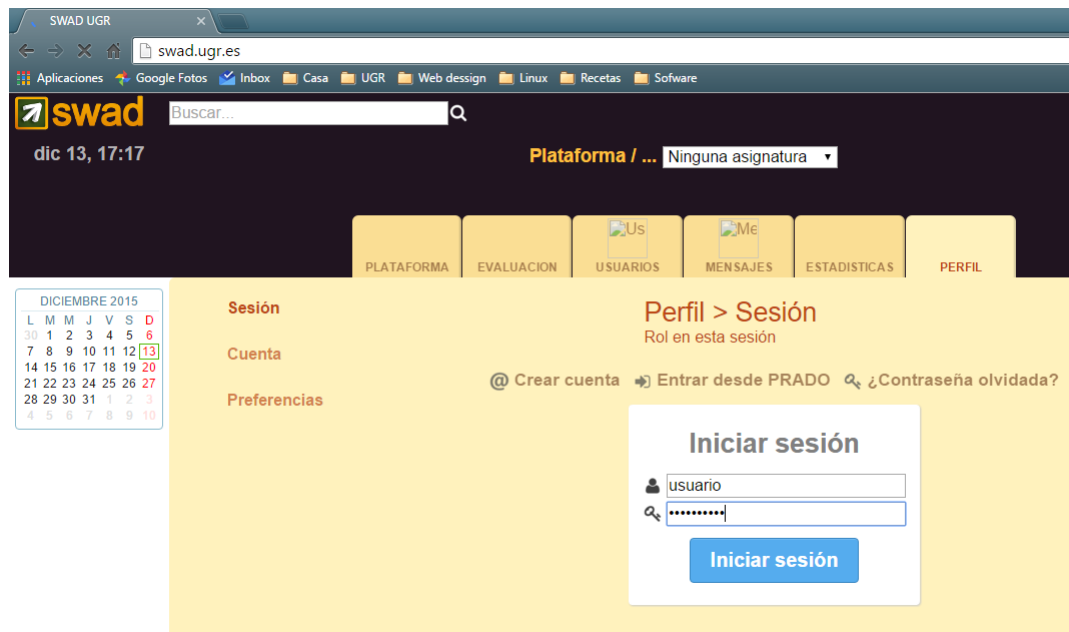 SWAD UGR
swad.ugr.es
Aplicaciones Google Fotos Inbox Casa UGR Web dessign Linux Recetas Sofware
swad Buscar...
dic 13, 17:17
Plataforma / ... Ninguna asignatura
Us Me
PLATAFORMA EVALUACION USUARIOS MENSAJES ESTADISTICAS PERFIL
DICIEMBRE 2015
L M M J V S D
30 1 2 3 4 5 6
7 8 9 10 11 12 13
14 15 16 17 18 19 20
21 22 23 24 25 26 27
28 29 30 31 1 2 3
4 5 6 7 8 9 10
Sesión
Cuenta
Preferencias
Perfil > Sesión
Rol en esta sesión
@ Crear cuenta Entrar desde PRADO ¿Contraseña olvidada?
Iniciar sesión
usuario
••••••••••
Iniciar sesión